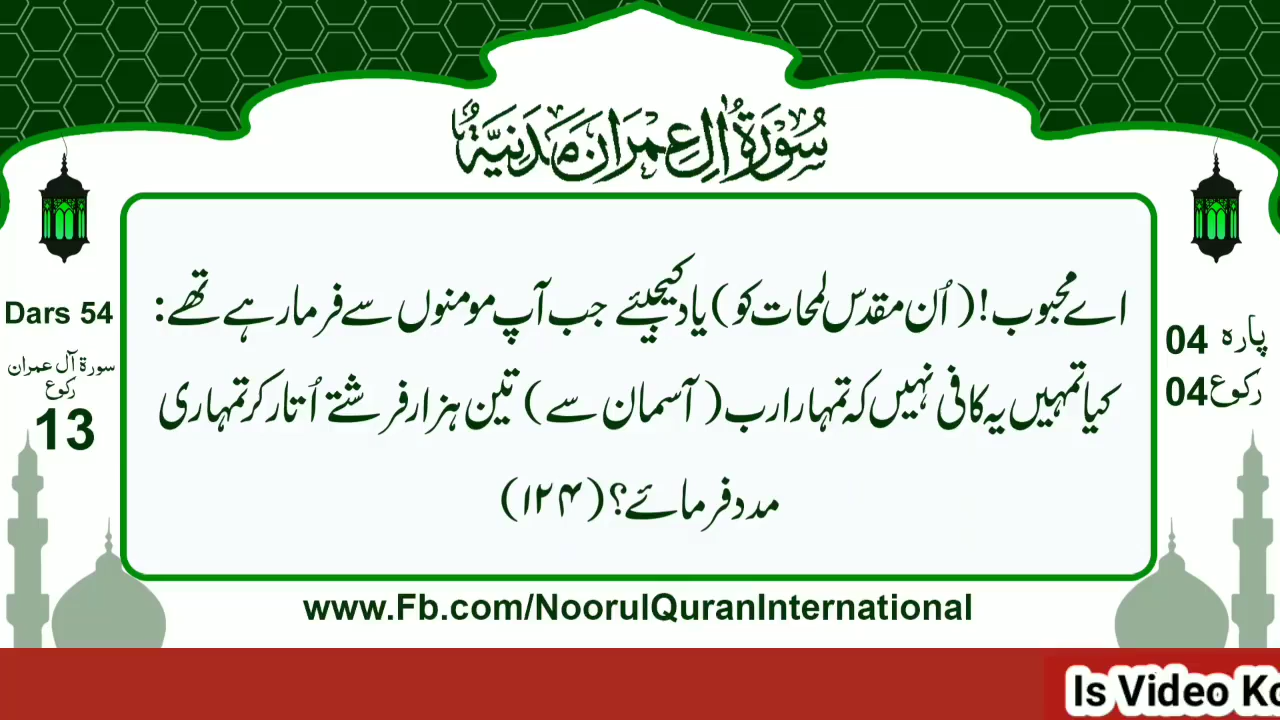 سُوْرَةُ اٰلِ عِمْرَانَ مَدَنِيَّةٌ
اے محبوب! (اُن مقدّس لمحات کو) یاد کیجیئے جب آپ مومنوں سے فرما رہے تھے:
کیا تمہیں یہ کافی نہیں کہ تمہارا رب (آسمان سے) تین ہزار فرشتے اُتار کر تمہاری
مدد فرمائے؟ (۱۲۴)
Dars 54
سورۃ آل عمران
رکوع
13
پارہ 04
رکوع 04
www.Fb.com/NoorulQuranInternational
Is Video Ko